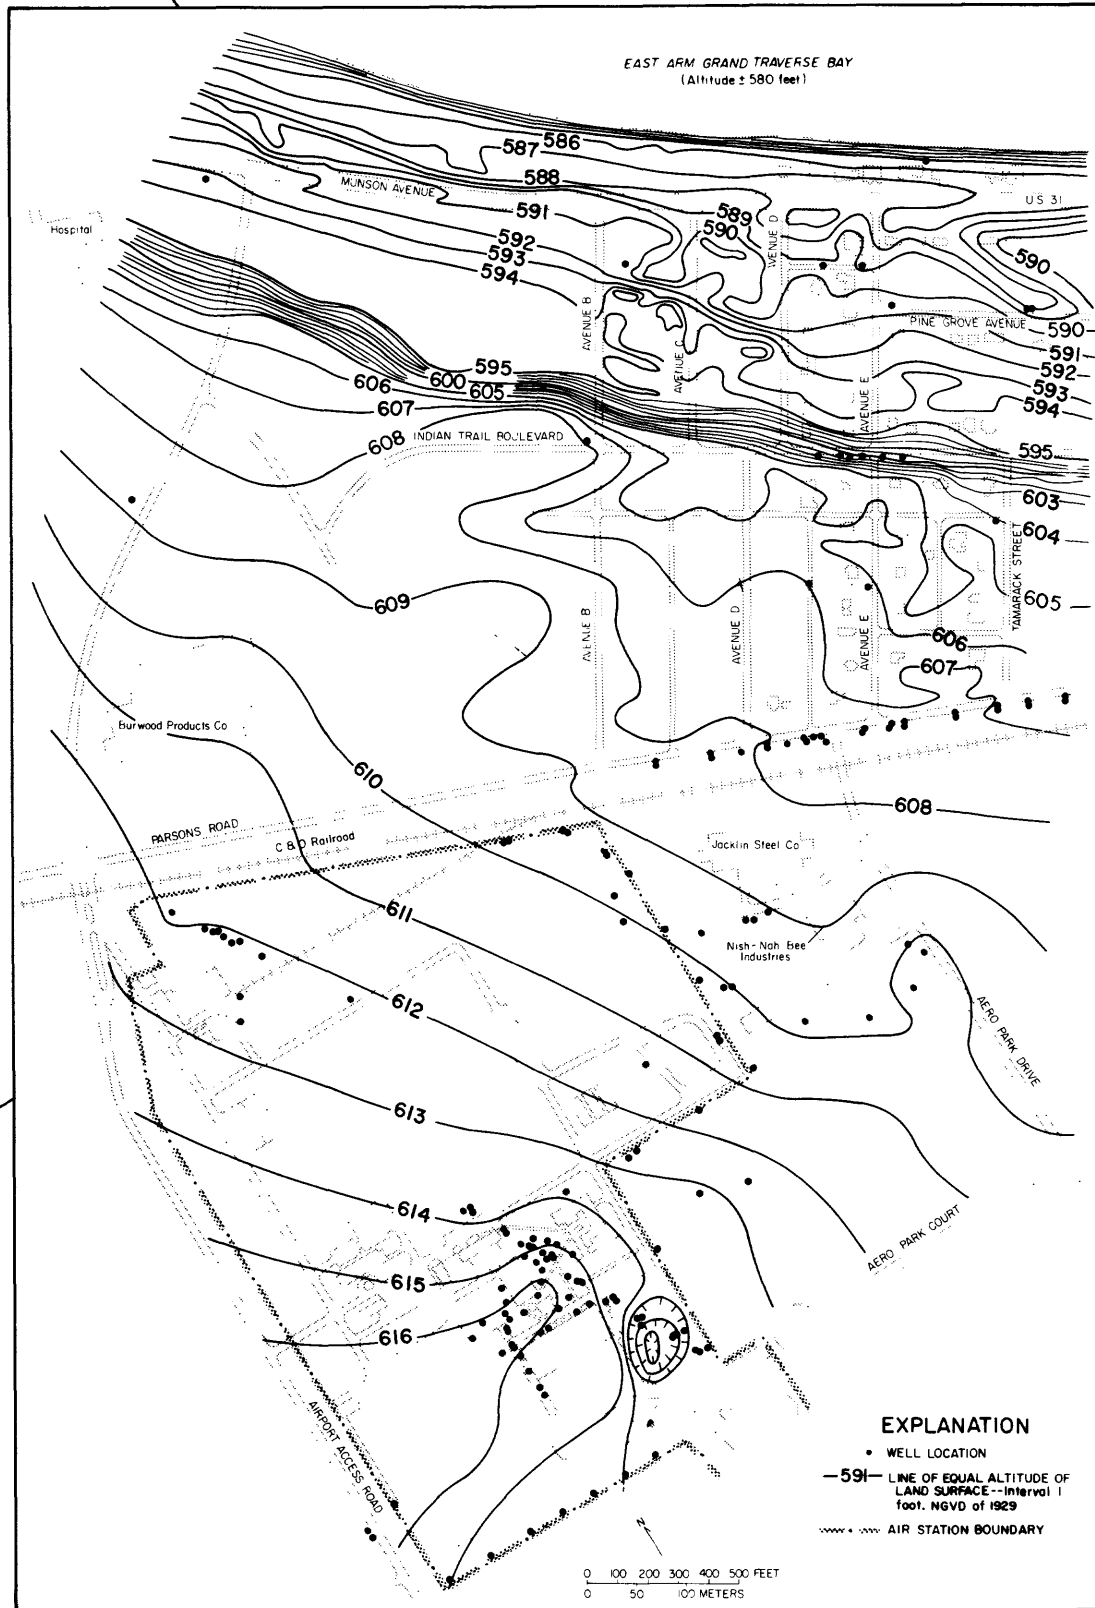 EAST ARM GRAND TRAVERSE BAY
(Altitude ± 580 feet)
586
587
588
MUNSON AVENUE
US 31
591
589
590
AVENUE D
Hospital
592
593
594
590
AVENUE B
PINE GROVE AVENUE
590
591
592
593
594
AVENUE C
AVENUE E
595
600
605
606
607
608
INDIAN TRAIL BOULEVARD
595
603
604
TAMARACK STREET
609
605
AVENUE B
AVENUE D
AVENUE E
606
607
Burwood Products Co
610
608
PARSONS ROAD
C & O Railroad
Jacklin Steel Co
611
Nish-Nah Bee
Industries
612
AERO PARK DRIVE
613
614
AERO PARK COURT
615
616
AIRPORT ACCESS ROAD
EXPLANATION
WELL LOCATION
591 LINE OF EQUAL ALTITUDE OF
LAND SURFACE--Interval 1
foot. NGVD of 1929
AIR STATION BOUNDARY
N
0 100 200 300 400 500 FEET
0 50 100 METERS